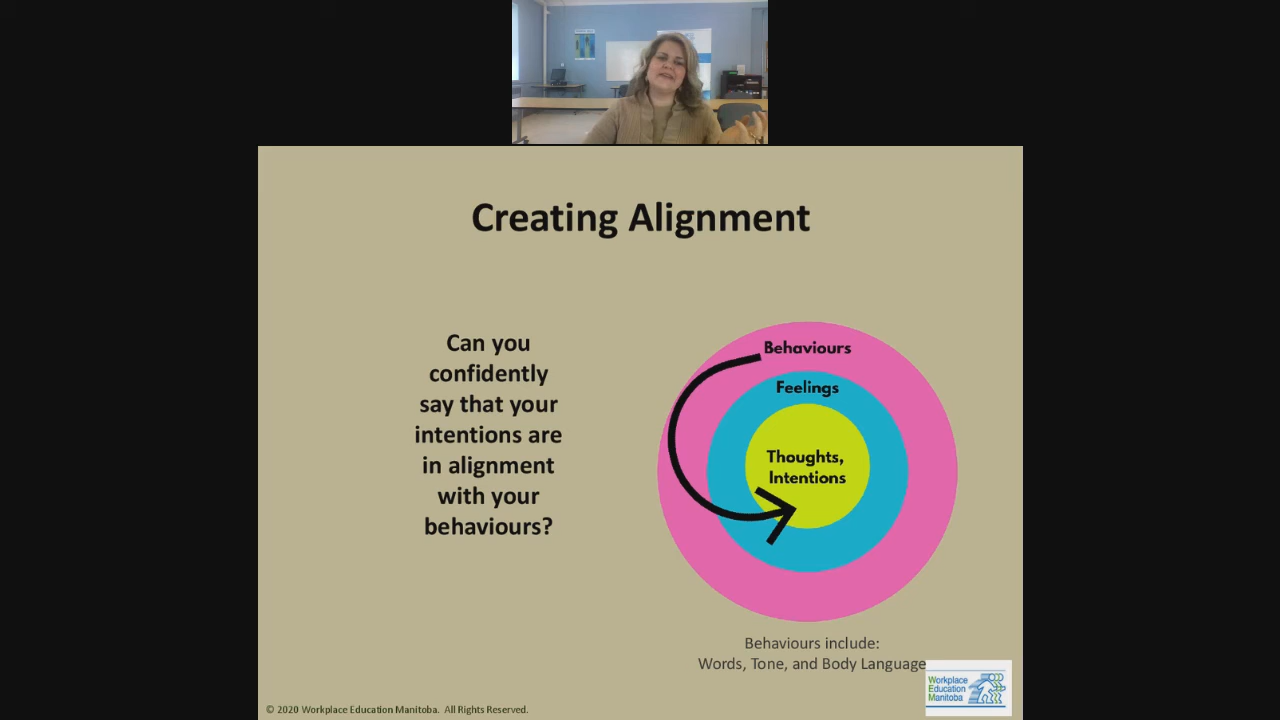 Creating Alignment
Can you
confidently
say that your
intentions are
in alignment
with your
behaviours?
Behaviours
Feelings
Thoughts,
Intentions
Behaviours include:
Words, Tone, and Body Language
Workplace
Education
Manitoba
© 2020 Workplace Education Manitoba. All Rights Reserved.